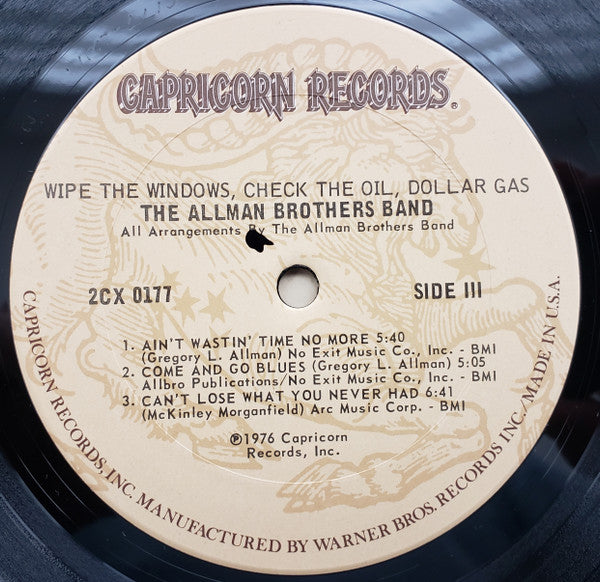 CAPRICORN RECORDS®
WIPE THE WINDOWS, CHECK THE OIL, DOLLAR GAS
THE ALLMAN BROTHERS BAND
All Arrangements By The Allman Brothers Band
2CX 0177
SIDE III
1. AIN'T WASTIN' TIME NO MORE 5:40
(Gregory L. Allman) No Exit Music Co., Inc. - BMI
2. COME AND GO BLUES (Gregory L. Allman) 5:05
Allbro Publications/No Exit Music Co., Inc. - BMI
3. CAN'T LOSE WHAT YOU NEVER HAD 6:41
(McKinley Morganfield) Arc Music Corp. - BMI
℗1976 Capricorn
Records, Inc.
CAPRICORN RECORDS, INC. MANUFACTURED BY WARNER BROS. RECORDS INC./MADE IN U.S.A.